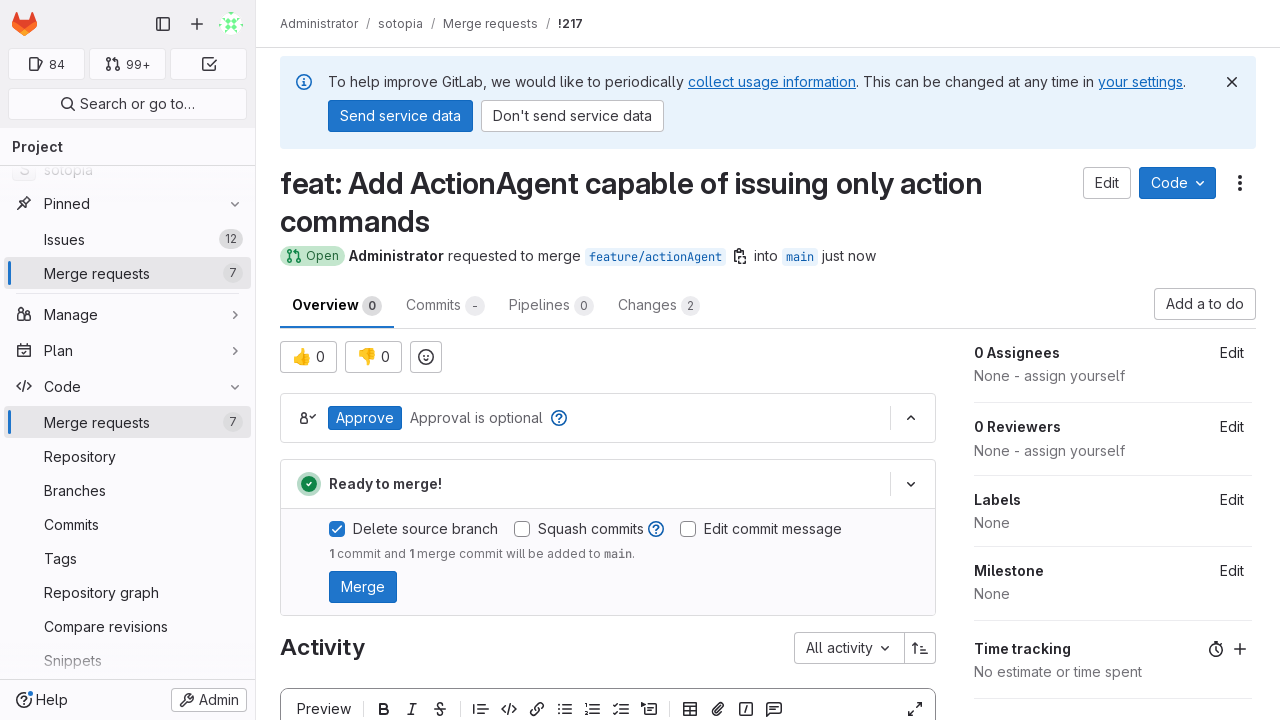 Administrator / sotopia / Merge requests / !217
84
99+
Search or go to…
Project
S sotopia
Pinned
Issues 12
Merge requests 7
Manage
Plan
Code
Merge requests 7
Repository
Branches
Commits
Tags
Repository graph
Compare revisions
Snippets
Help
Admin
To help improve GitLab, we would like to periodically collect usage information. This can be changed at any time in your settings.
Send service data Don't send service data
feat: Add ActionAgent capable of issuing only action
commands
Edit Code
Open Administrator requested to merge feature/actionAgent into main just now
Overview 0 Commits - Pipelines 0 Changes 2
Add a to do
👍 0 👎 0
Approve Approval is optional
Ready to merge!
Delete source branch Squash commits Edit commit message
1 commit and 1 merge commit will be added to main.
Merge
Activity
All activity
Preview
0 Assignees Edit
None - assign yourself
0 Reviewers Edit
None - assign yourself
Labels Edit
None
Milestone Edit
None
Time tracking
No estimate or time spent